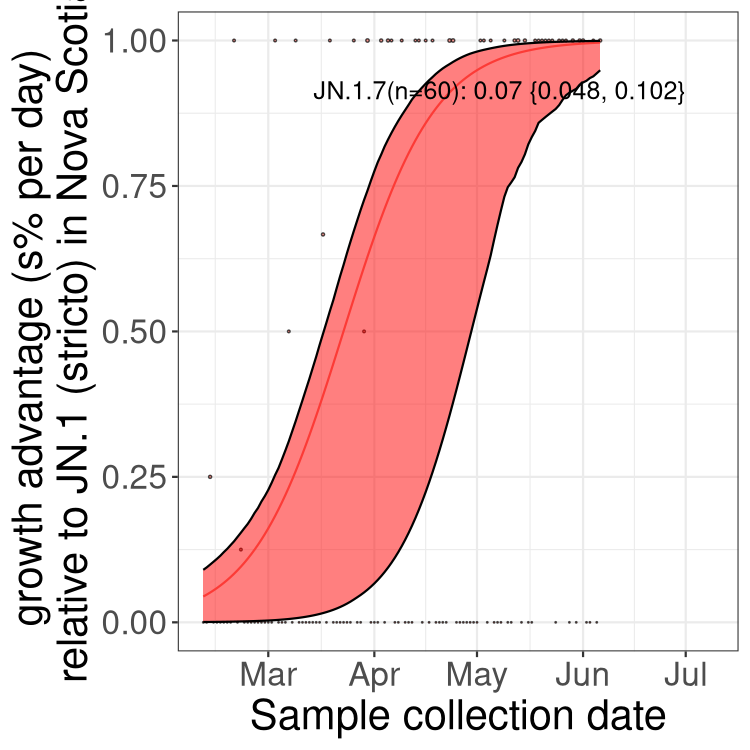 growth advantage (s% per day)
relative to JN.1 (stricto) in Nova Scotia
1.00
0.75
0.50
0.25
0.00
JN.1.7(n=60): 0.07 {0.048, 0.102}
Mar Apr May Jun Jul
Sample collection date